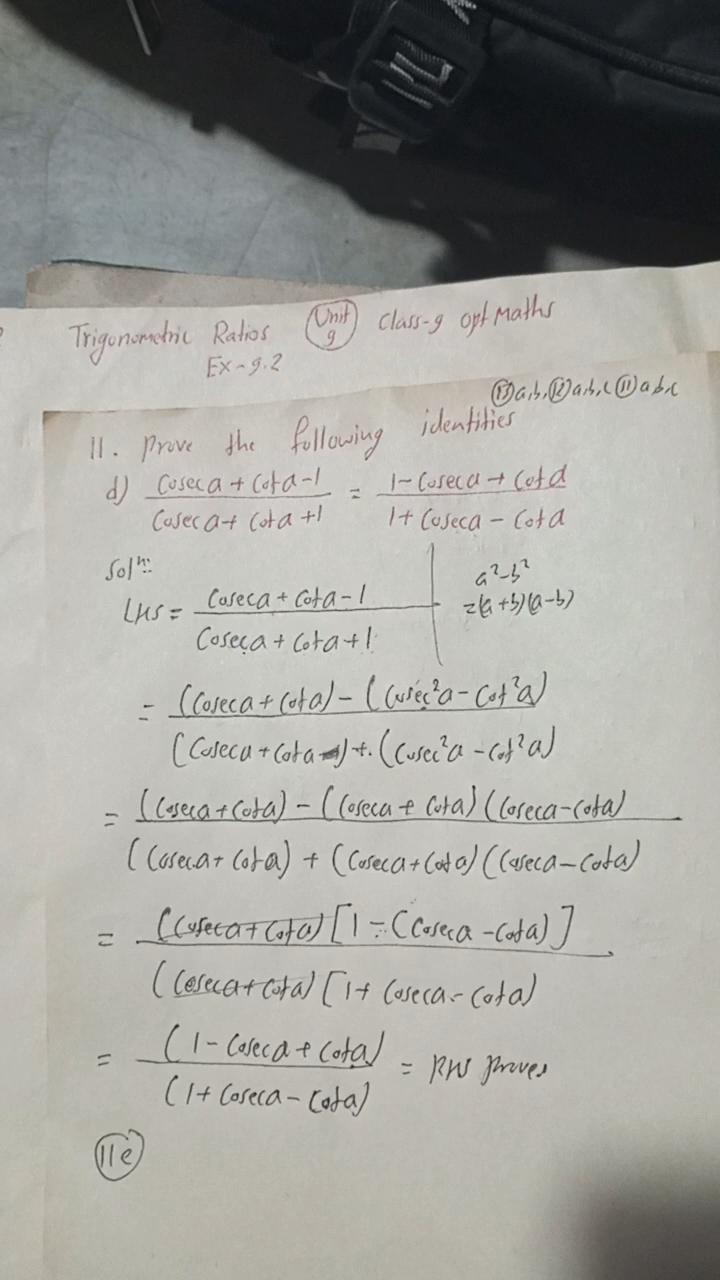 Trigonometric Ratios Unit 9 Class-9 opt Maths
Ex-9.2
(13)a,b,(12)a,b,c(11)a,b,c
11. Prove the following identities
d) (Coseca + Cota-1)/(Coseca + Cota +1) = (1-Coseca + Cota)/(1+ Coseca - Cota)
Solⁿ:
LHS = (Coseca + Cota - 1)/(Coseca + Cota + 1)
a²-b²
=(a+b)(a-b)
= ((Coseca + Cota) - (Cosec²a - Cot²a))/((Coseca + Cota) + (Cosec²a - Cot²a))
= ((Coseca + Cota) - (Coseca + Cota) (Coseca - Cota))/((Coseca + Cota) + (Coseca + Cota) (Coseca - Cota))
= ((Coseca + Cota) [1 - (Coseca - Cota)])/((Coseca + Cota) [1 + Coseca - Cota))
= (1 - Coseca + Cota)/(1 + Coseca - Cota) = RHS proves
11e